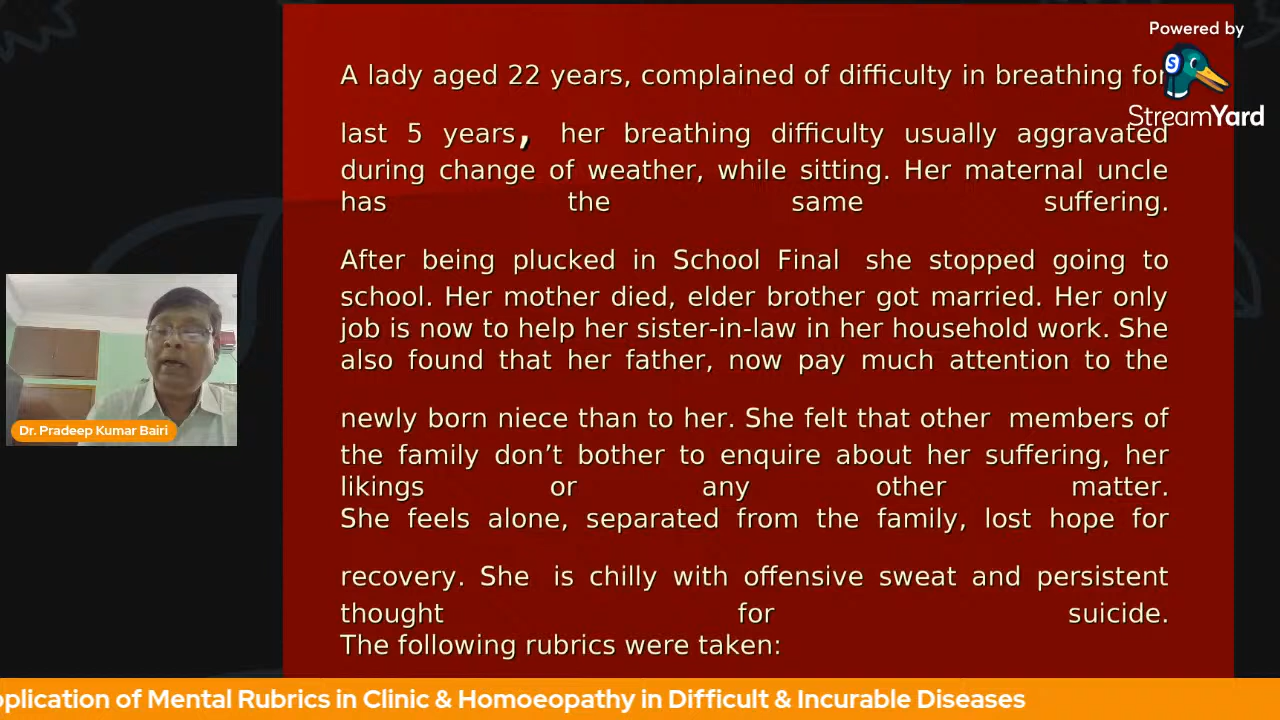 Powered by
StreamYard
A lady aged 22 years, complained of difficulty in breathing for
last 5 years, her breathing difficulty usually aggravated
during change of weather, while sitting. Her maternal uncle
has the same suffering.
After being plucked in School Final she stopped going to
school. Her mother died, elder brother got married. Her only
job is now to help her sister-in-law in her household work. She
also found that her father, now pay much attention to the
newly born niece than to her. She felt that other members of
the family don’t bother to enquire about her suffering, her
likings or any other matter.
She feels alone, separated from the family, lost hope for
recovery. She is chilly with offensive sweat and persistent
thought for suicide.
The following rubrics were taken:
Dr. Pradeep Kumar Bairi
of Mental Rubrics in Clinic & Homoeopathy in Difficult & Incurable Diseases